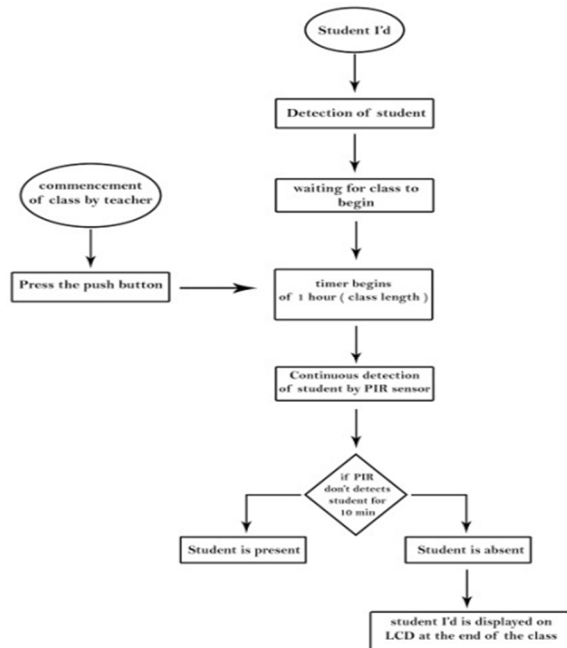 Student I'd
Detection of student
commencement
of class by teacher
waiting for class to
begin
Press the push button
timer begins
of 1 hour ( class length )
Continuous detection
of student by PIR sensor
if PIR
don't detects
student for
10 min
Student is present
Student is absent
student I'd is displayed on
LCD at the end of the class